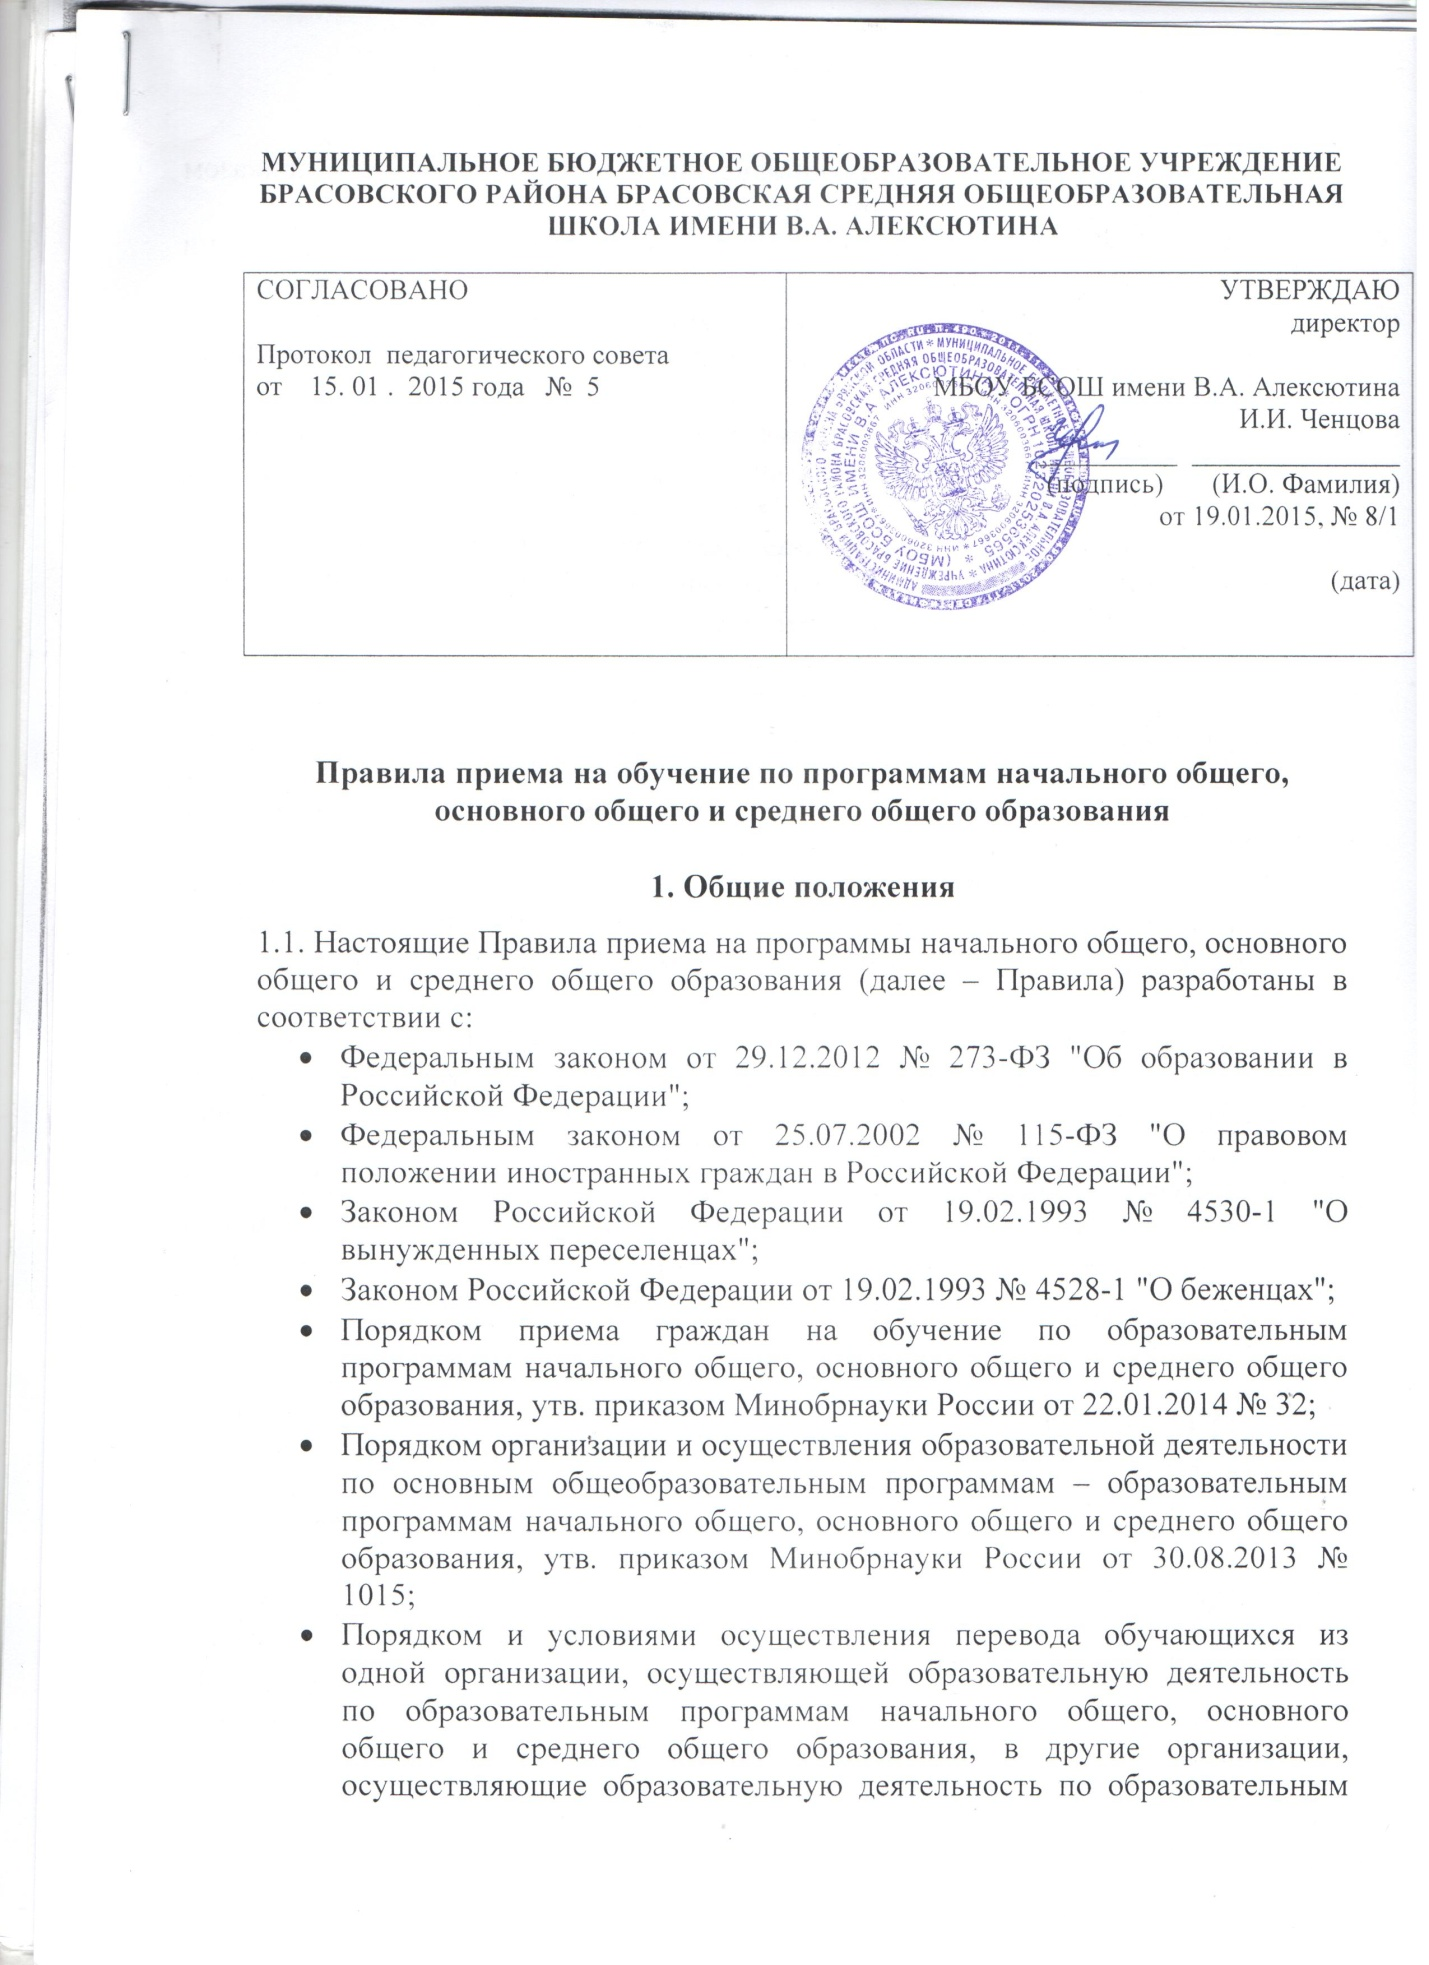 МУНИЦИПАЛЬНОЕ БЮДЖЕТНОЕ ОБЩЕОБРАЗОВАТЕЛЬНОЕ УЧРЕЖДЕНИЕ
БРАСОВСКОГО РАЙОНА БРАСОВСКАЯ СРЕДНЯЯ ОБЩЕОБРАЗОВАТЕЛЬНАЯ
ШКОЛА ИМЕНИ В.А. АЛЕКСЮТИНА
СОГЛАСОВАНО
Протокол педагогического совета
от 15. 01 . 2015 года № 5
УТВЕРЖДАЮ
директор
МБОУ БСОШ имени В.А. Алексютина
И.И. Ченцова
(подпись) (И.О. Фамилия)
от 19.01.2015, № 8/1
(дата)
Правила приема на обучение по программам начального общего,
основного общего и среднего общего образования
1. Общие положения
1.1. Настоящие Правила приема на программы начального общего, основного
общего и среднего общего образования (далее – Правила) разработаны в
соответствии с:
• Федеральным законом от 29.12.2012 № 273-ФЗ "Об образовании в
Российской Федерации";
• Федеральным законом от 25.07.2002 № 115-ФЗ "О правовом
положении иностранных граждан в Российской Федерации";
• Законом Российской Федерации от 19.02.1993 № 4530-1 "О
вынужденных переселенцах";
• Законом Российской Федерации от 19.02.1993 № 4528-1 "О беженцах";
• Порядком приема граждан на обучение по образовательным
программам начального общего, основного общего и среднего общего
образования, утв. приказом Минобрнауки России от 22.01.2014 № 32;
• Порядком организации и осуществления образовательной деятельности
по основным общеобразовательным программам – образовательным
программам начального общего, основного общего и среднего общего
образования, утв. приказом Минобрнауки России от 30.08.2013 №
1015;
• Порядком и условиями осуществления перевода обучающихся из
одной организации, осуществляющей образовательную деятельность
по образовательным программам начального общего, основного
общего и среднего общего образования, в другие организации,
осуществляющие образовательную деятельность по образовательным